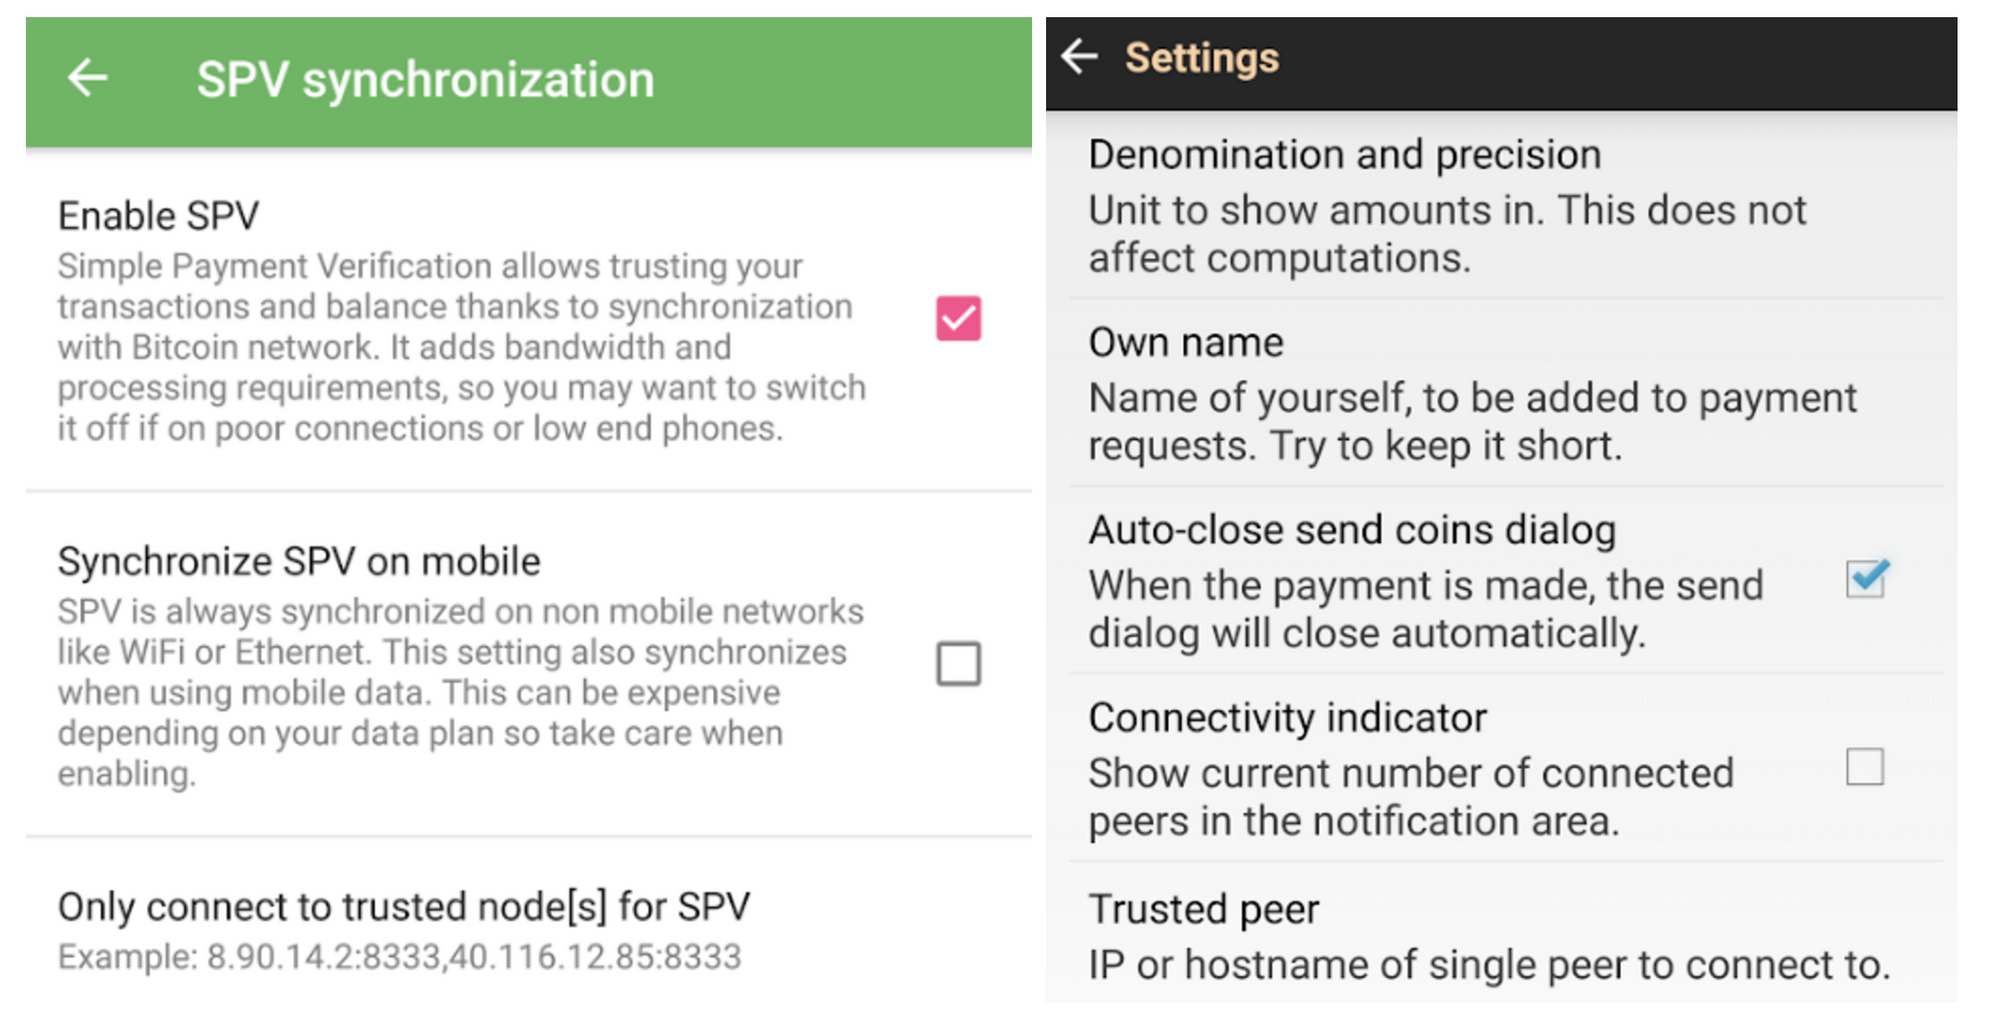 SPV synchronization
Enable SPV
Simple Payment Verification allows trusting your
transactions and balance thanks to synchronization
with Bitcoin network. It adds bandwidth and
processing requirements, so you may want to switch
it off if on poor connections or low end phones.
Synchronize SPV on mobile
SPV is always synchronized on non mobile networks
like WiFi or Ethernet. This setting also synchronizes
when using mobile data. This can be expensive
depending on your data plan so take care when
enabling.
Only connect to trusted node[s] for SPV
Example: 8.90.14.2:8333,40.116.12.85:8333
Settings
Denomination and precision
Unit to show amounts in. This does not
affect computations.
Own name
Name of yourself, to be added to payment
requests. Try to keep it short.
Auto-close send coins dialog
When the payment is made, the send
dialog will close automatically.
Connectivity indicator
Show current number of connected
peers in the notification area.
Trusted peer
IP or hostname of single peer to connect to.